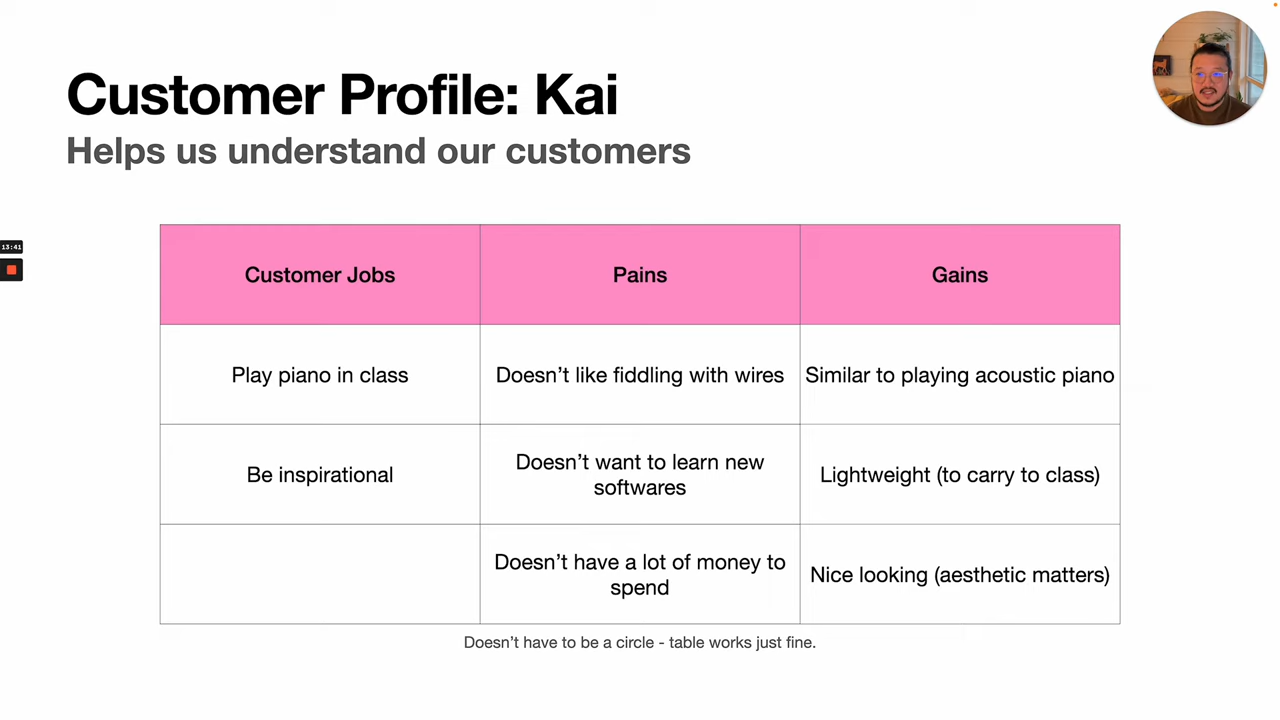 Customer Profile: Kai
Helps us understand our customers
13:41
Customer Jobs
Pains
Gains
Play piano in class
Doesn’t like fiddling with wires
Similar to playing acoustic piano
Be inspirational
Doesn’t want to learn new
softwares
Lightweight (to carry to class)
Doesn’t have a lot of money to
spend
Nice looking (aesthetic matters)
Doesn’t have to be a circle - table works just fine.